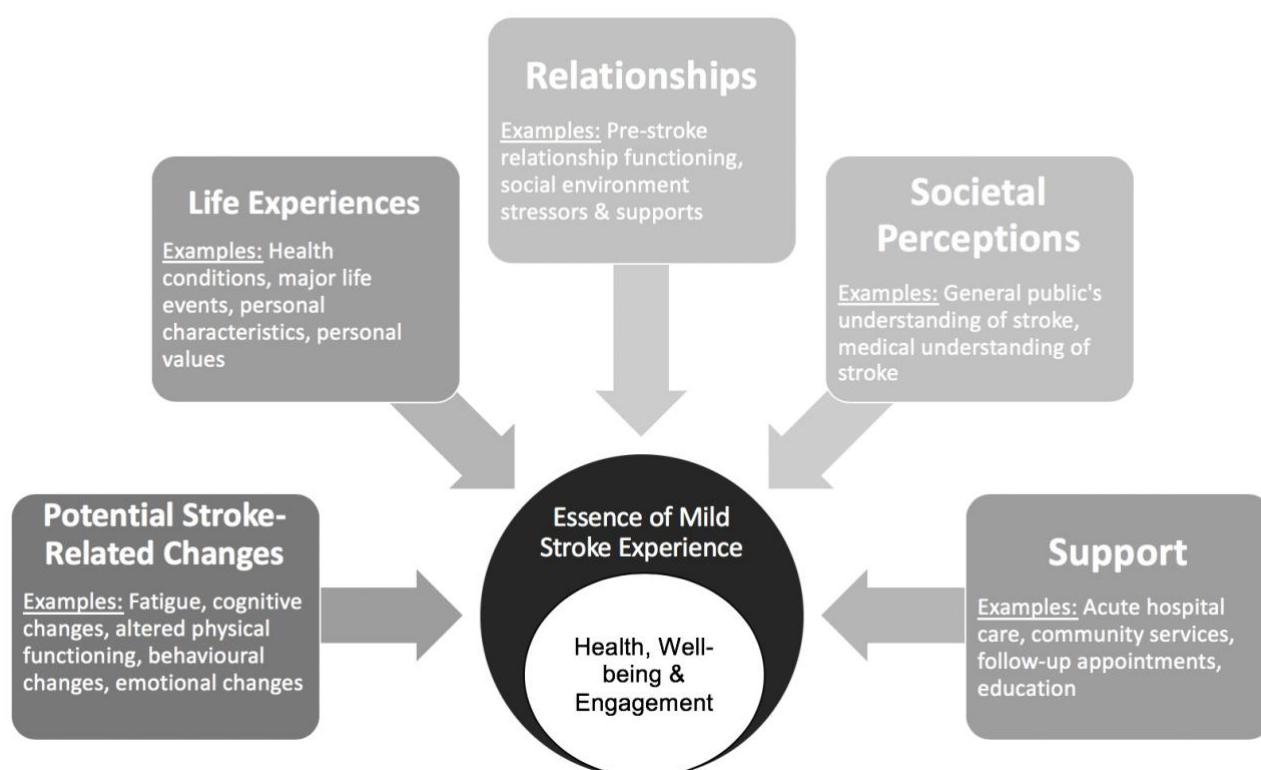 Relationships
Examples: Pre-stroke
relationship functioning,
social environment
stressors & supports
Life Experiences
Examples: Health
conditions, major life
events, personal
characteristics, personal
values
Societal
Perceptions
Examples: General public's
understanding of stroke,
medical understanding of
stroke
Potential Stroke-
Related Changes
Examples: Fatigue, cognitive
changes, altered physical
functioning, behavioural
changes, emotional changes
Essence of Mild
Stroke Experience
Health, Well-
being &
Engagement
Support
Examples: Acute hospital
care, community services,
follow-up appointments,
education